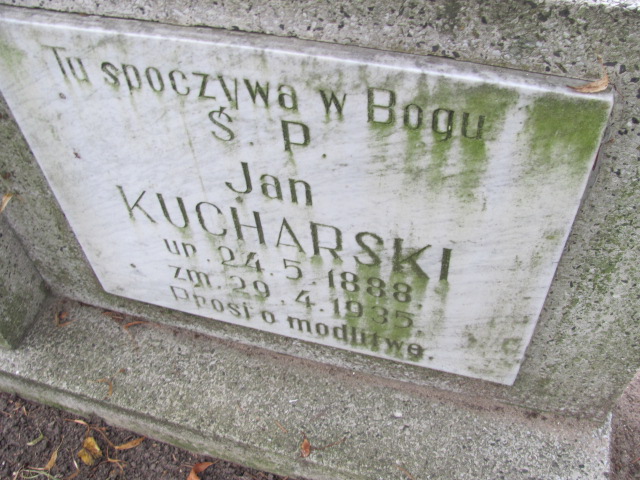 Tu spoczywa w Bogu
Ś. P.
Jan
KUCHARSKI
ur. 24. 5. 1888.
zm. 29. 4. 1935.
prosi o modlitwę.